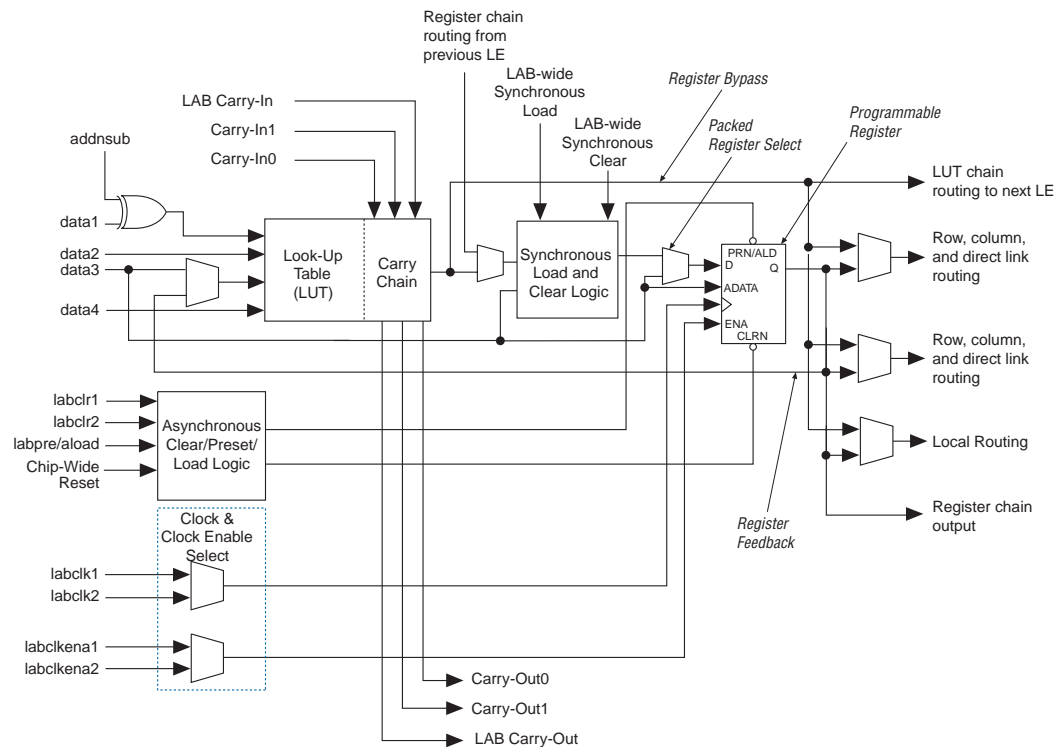 Register chain
routing from
previous LE
LAB-wide
Synchronous
Load
Register Bypass
Programmable
Register
LAB Carry-In
Carry-In1
Carry-In0
LAB-wide
Synchronous
Clear
Packed
Register Select
addnsub
LUT chain
routing to next LE
data1
data2
data3
data4
Look-Up
Table
(LUT)
Carry
Chain
Synchronous
Load and
Clear Logic
PRN/ALD
D
Q
ADATA
ENA
CLRN
Row, column,
and direct link
routing
Row, column,
and direct link
routing
labclr1
labclr2
labpre/aload
Chip-Wide
Reset
Asynchronous
Clear/Preset/
Load Logic
Local Routing
Register
Feedback
Register chain
output
Clock &
Clock Enable
Select
labclk1
labclk2
labclkena1
labclkena2
Carry-Out0
Carry-Out1
LAB Carry-Out